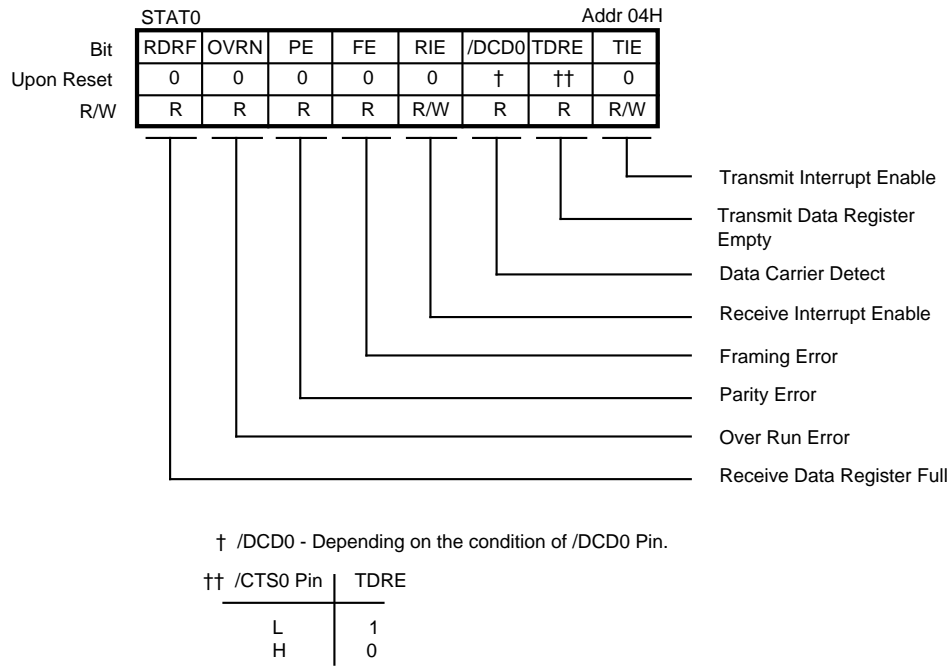 STAT0 Addr 04H
Bit RDRF OVRN PE FE RIE /DCD0 TDRE TIE
Upon Reset 0 0 0 0 0 † †† 0
R/W R R R R R/W R R R/W
Transmit Interrupt Enable
Transmit Data Register
Empty
Data Carrier Detect
Receive Interrupt Enable
Framing Error
Parity Error
Over Run Error
Receive Data Register Full
† /DCD0 - Depending on the condition of /DCD0 Pin.
†† /CTS0 Pin TDRE
L 1
H 0